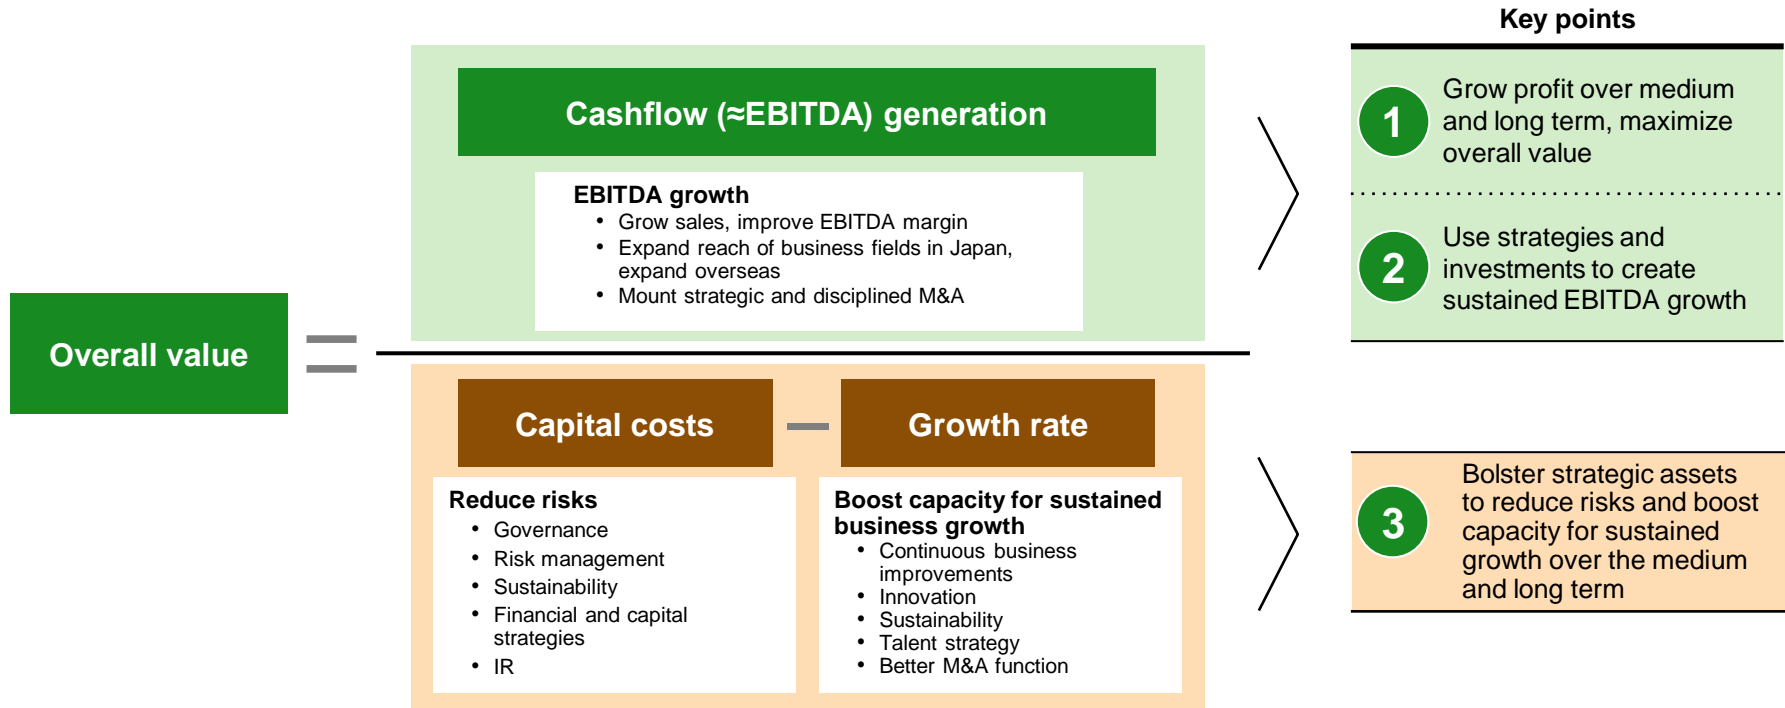 Key points
Cashflow (≈EBITDA) generation
EBITDA growth
• Grow sales, improve EBITDA margin
• Expand reach of business fields in Japan,
expand overseas
• Mount strategic and disciplined M&A
1
Grow profit over medium
and long term, maximize
overall value
2
Use strategies and
investments to create
sustained EBITDA growth
Overall value
=
Capital costs
—
Growth rate
Reduce risks
• Governance
• Risk management
• Sustainability
• Financial and capital
strategies
• IR
Boost capacity for sustained
business growth
• Continuous business
improvements
• Innovation
• Sustainability
• Talent strategy
• Better M&A function
3
Bolster strategic assets
to reduce risks and boost
capacity for sustained
growth over the medium
and long term